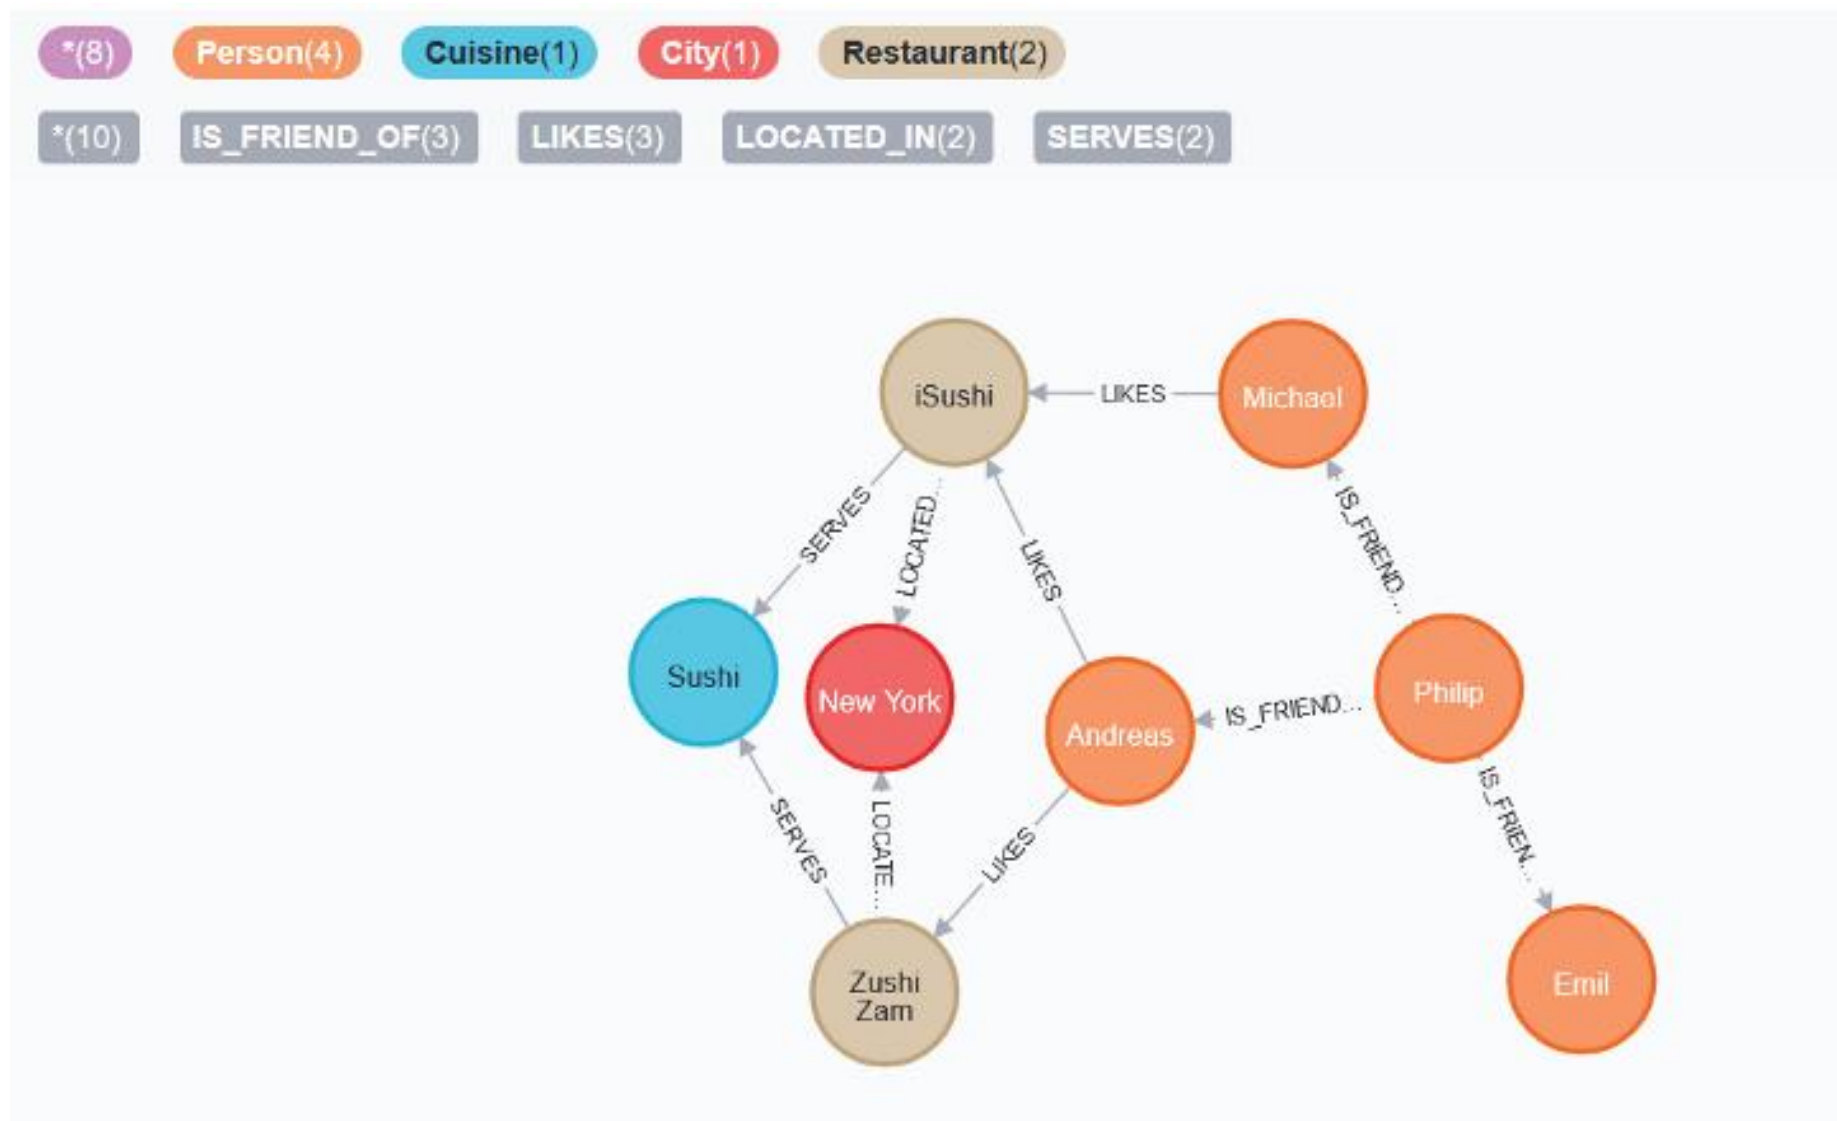 *(8) Person(4) Cuisine(1) City(1) Restaurant(2)
*(10) IS_FRIEND_OF(3) LIKES(3) LOCATED_IN(2) SERVES(2)
iSushi
LIKES
Michael
SERVES
LOCATED...
LIKES
IS_FRIEND...
Sushi
New York
Andreas
IS_FRIEND...
Philip
SERVES
LOCATE...
LIKES
IS_FRIEN...
Zushi
Zam
Emil